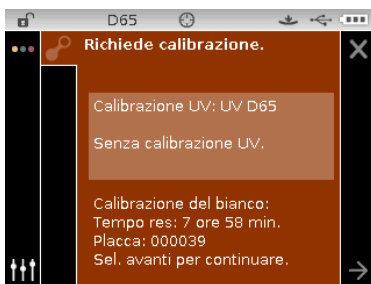 D65
Richiede calibrazione.
Calibrazione UV: UV D65
Senza calibrazione UV.
Calibrazione del bianco:
Tempo res: 7 ore 58 min.
Placca: 000039
Sel. avanti per continuare.